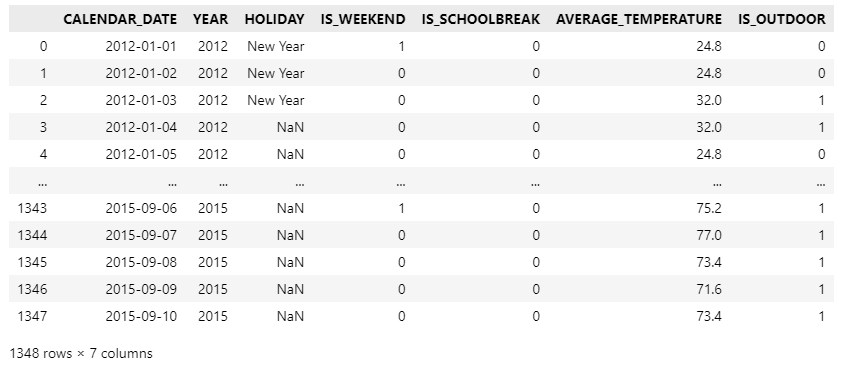 CALENDAR_DATE YEAR HOLIDAY IS_WEEKEND IS_SCHOOLBREAK AVERAGE_TEMPERATURE IS_OUTDOOR
0 2012-01-01 2012 New Year 1 0 24.8 0
1 2012-01-02 2012 New Year 0 0 24.8 0
2 2012-01-03 2012 New Year 0 0 32.0 1
3 2012-01-04 2012 NaN 0 0 32.0 1
4 2012-01-05 2012 NaN 0 0 24.8 0
... ... ... ... ... ... ... ...
1343 2015-09-06 2015 NaN 1 0 75.2 1
1344 2015-09-07 2015 NaN 0 0 77.0 1
1345 2015-09-08 2015 NaN 0 0 73.4 1
1346 2015-09-09 2015 NaN 0 0 71.6 1
1347 2015-09-10 2015 NaN 0 0 73.4 1
1348 rows × 7 columns